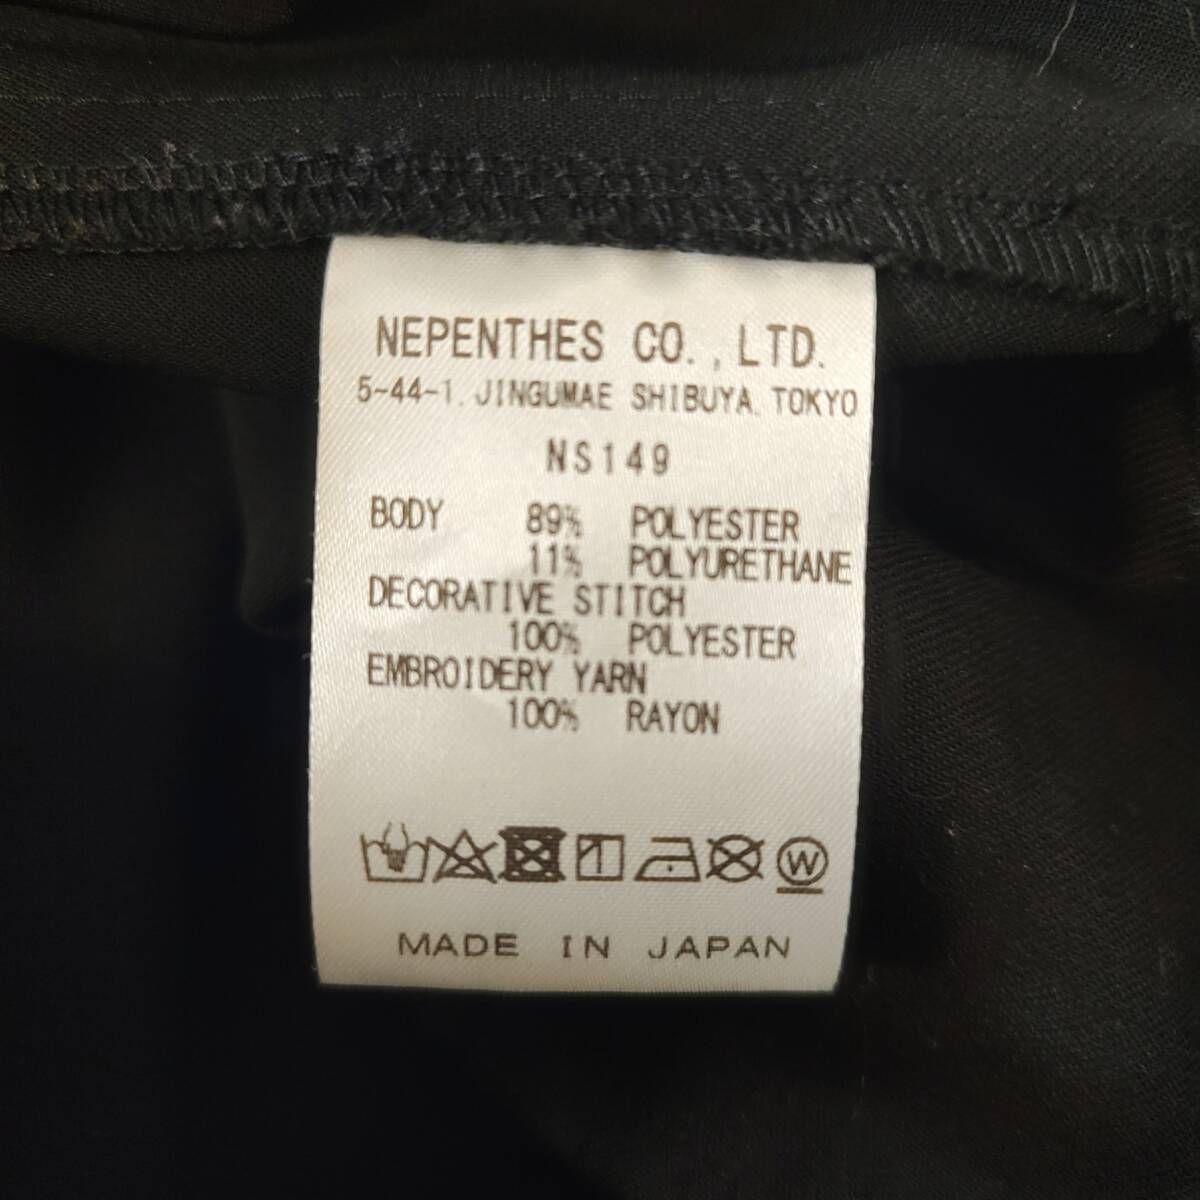 NEPENTHES CO.,LTD.
5-44-1. JINGUMAE SHIBUYA. TOKYO
NS149
BODY 89% POLYESTER
11% POLYURETHANE
DECORATIVE STITCH
100% POLYESTER
EMBROIDERY YARN
100% RAYON
W
MADE IN JAPAN